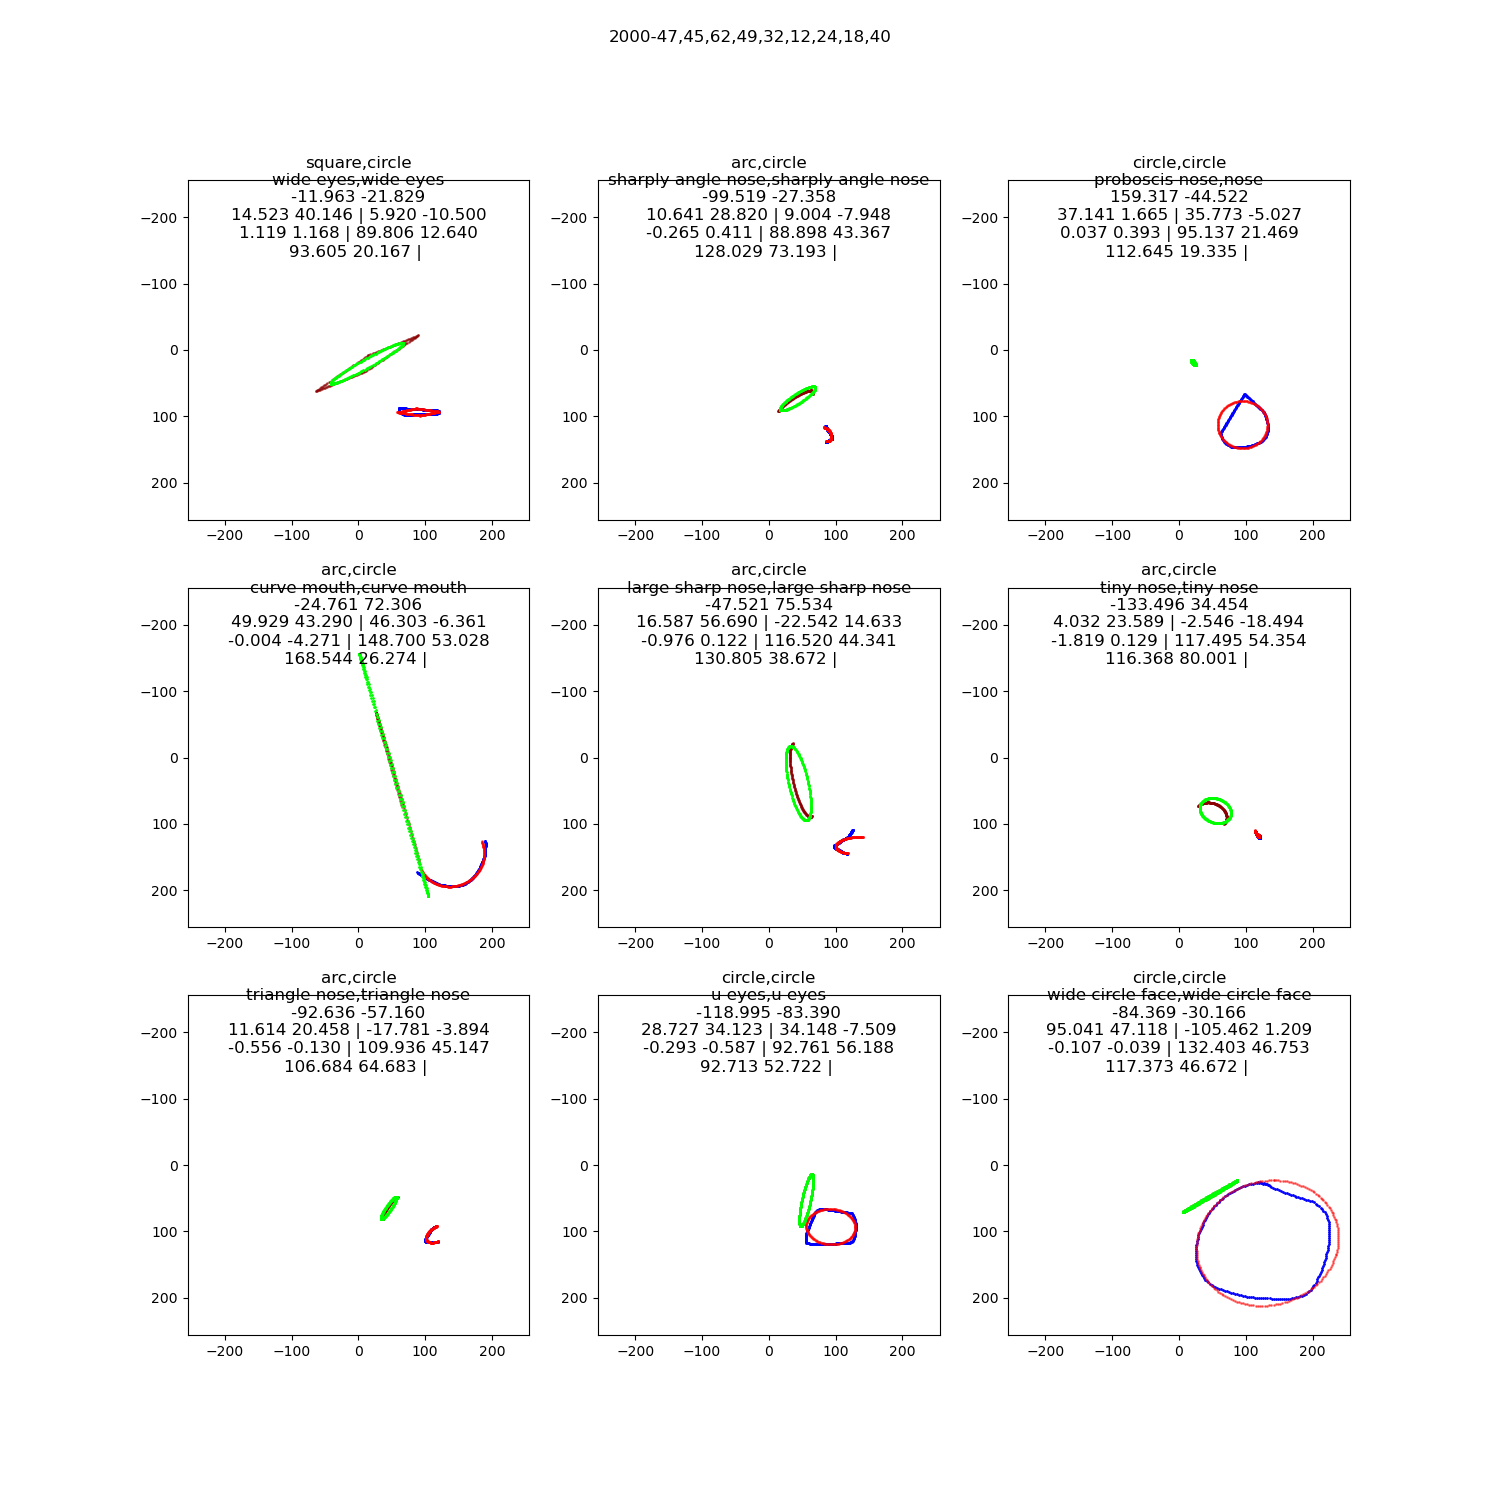 2000-47,45,62,49,32,12,24,18,40
square,circle
wide eyes,wide eyes
-11.963 -21.829
14.523 40.146 | 5.920 -10.500
1.119 1.168 | 89.806 12.640
93.605 20.167 |
−200
−100
0
100
200
−200 −100 0 100 200
arc,circle
sharply angle nose,sharply angle nose
-99.519 -27.358
10.641 28.820 | 9.004 -7.948
-0.265 0.411 | 88.898 43.367
128.029 73.193 |
−200
−100
0
100
200
−200 −100 0 100 200
circle,circle
proboscis nose,nose
159.317 -44.522
37.141 1.665 | 35.773 -5.027
0.037 0.393 | 95.137 21.469
112.645 19.335 |
−200
−100
0
100
200
−200 −100 0 100 200
arc,circle
curve mouth,curve mouth
-24.761 72.306
49.929 43.290 | 46.303 -6.361
-0.004 -4.271 | 148.700 53.028
168.544 26.274 |
−200
−100
0
100
200
−200 −100 0 100 200
arc,circle
large sharp nose,large sharp nose
-47.521 75.534
16.587 56.690 | -22.542 14.633
-0.976 0.122 | 116.520 44.341
130.805 38.672 |
−200
−100
0
100
200
−200 −100 0 100 200
arc,circle
tiny nose,tiny nose
-133.496 34.454
4.032 23.589 | -2.546 -18.494
-1.819 0.129 | 117.495 54.354
116.368 80.001 |
−200
−100
0
100
200
−200 −100 0 100 200
arc,circle
triangle nose,triangle nose
-92.636 -57.160
11.614 20.458 | -17.781 -3.894
-0.556 -0.130 | 109.936 45.147
106.684 64.683 |
−200
−100
0
100
200
−200 −100 0 100 200
circle,circle
u eyes,u eyes
-118.995 -83.390
28.727 34.123 | 34.148 -7.509
-0.293 -0.587 | 92.761 56.188
92.713 52.722 |
−200
−100
0
100
200
−200 −100 0 100 200
circle,circle
wide circle face,wide circle face
-84.369 -30.166
95.041 47.118 | -105.462 1.209
-0.107 -0.039 | 132.403 46.753
117.373 46.672 |
−200
−100
0
100
200
−200 −100 0 100 200